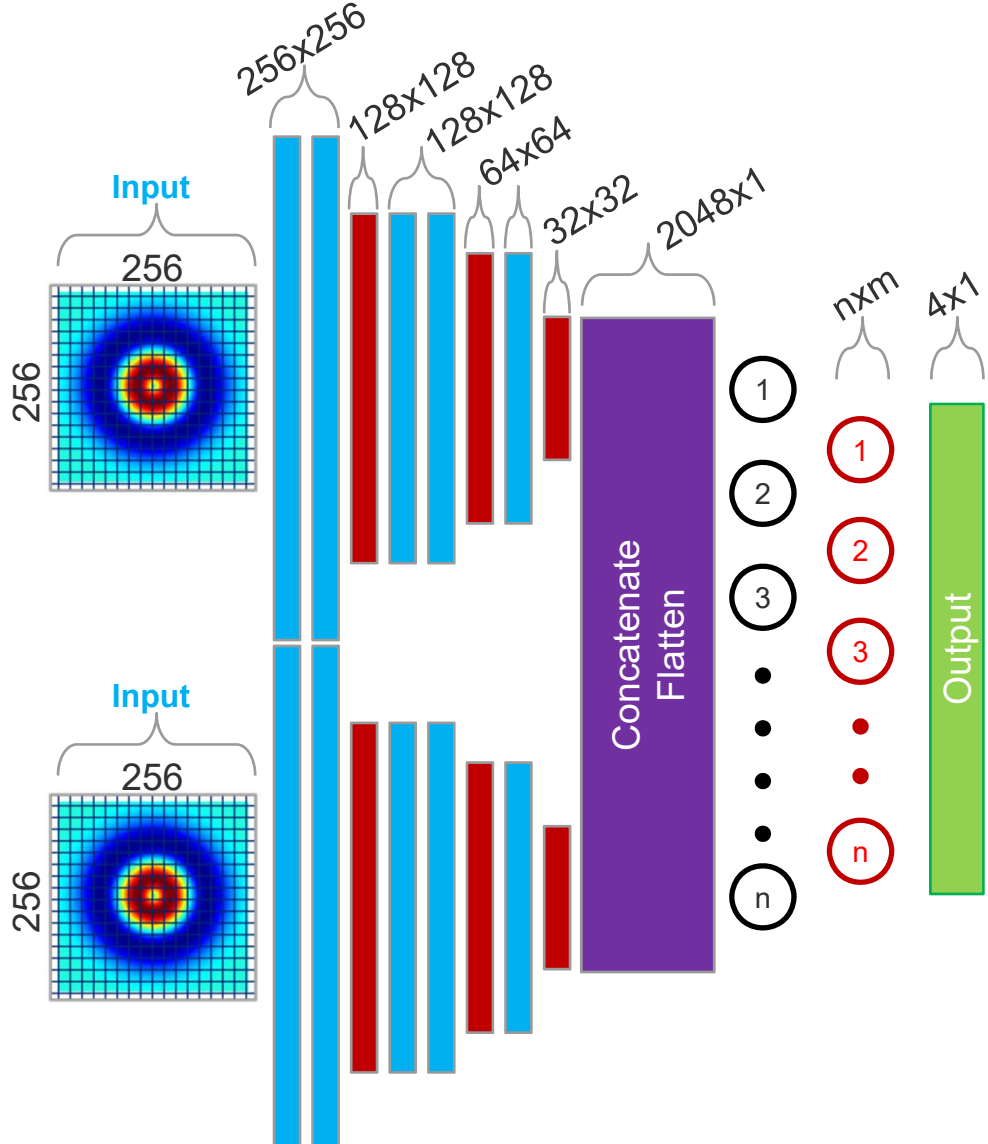 256x256
128x128
128x128
64x64
32x32
2048x1
nxm
4x1
Input
256
256
1
2
3
n
1
2
3
n
Concatenate
Flatten
Output
Input
256
256